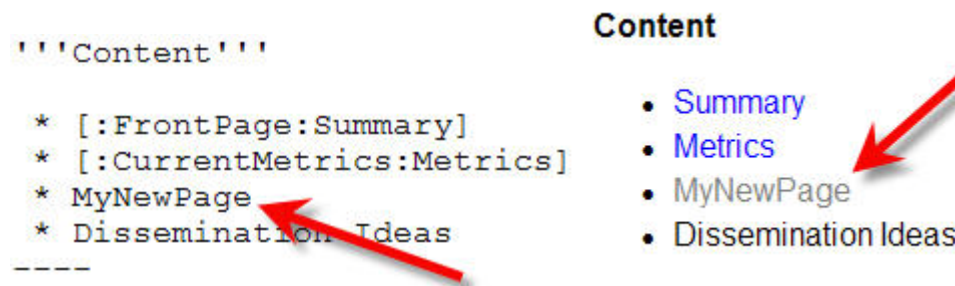 '''Content'''
* [:FrontPage:Summary]
* [:CurrentMetrics:Metrics]
* MyNewPage
* Dissemination Ideas
----
Content
• Summary
• Metrics
• MyNewPage
• Dissemination Ideas